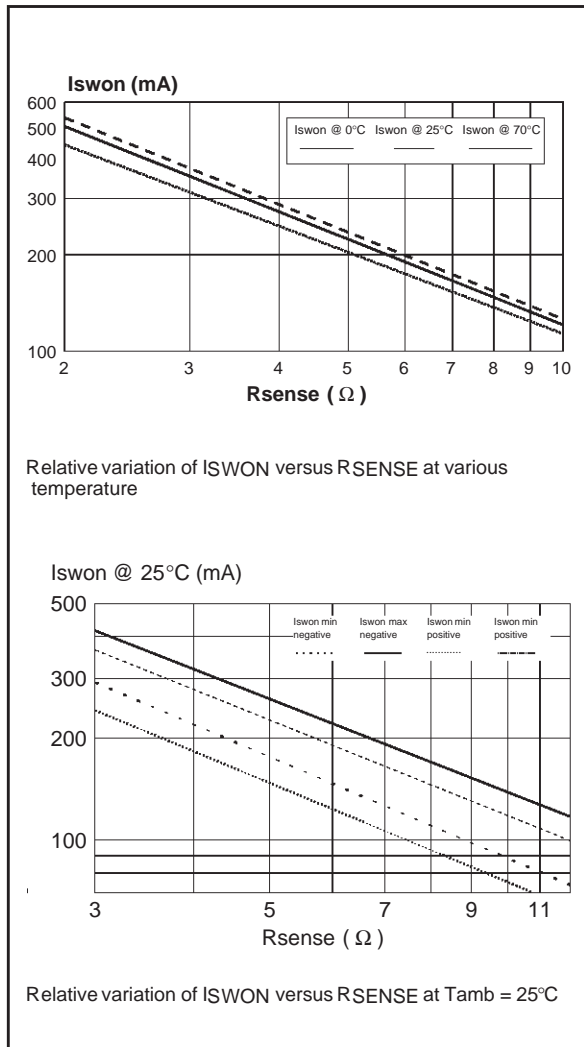 Iswon (mA)
600
500
400
300
200
100
Iswon @ 0°C Iswon @ 25°C Iswon @ 70°C
2 3 4 5 6 7 8 9 10
Rsense ( Ω )
Relative variation of ISWON versus RSENSE at various
temperature
Iswon @ 25°C (mA)
500
300
200
100
Iswon min Iswon max Iswon min Iswon min
negative negative positive positive
3 5 7 9 11
Rsense ( Ω )
Relative variation of ISWON versus RSENSE at Tamb = 25°C